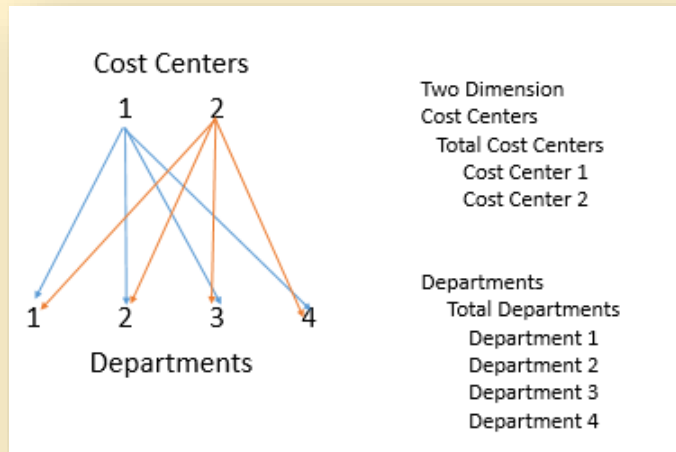 Cost Centers
1 2
1 2 3 4
Departments
Two Dimension
Cost Centers
Total Cost Centers
Cost Center 1
Cost Center 2
Departments
Total Departments
Department 1
Department 2
Department 3
Department 4